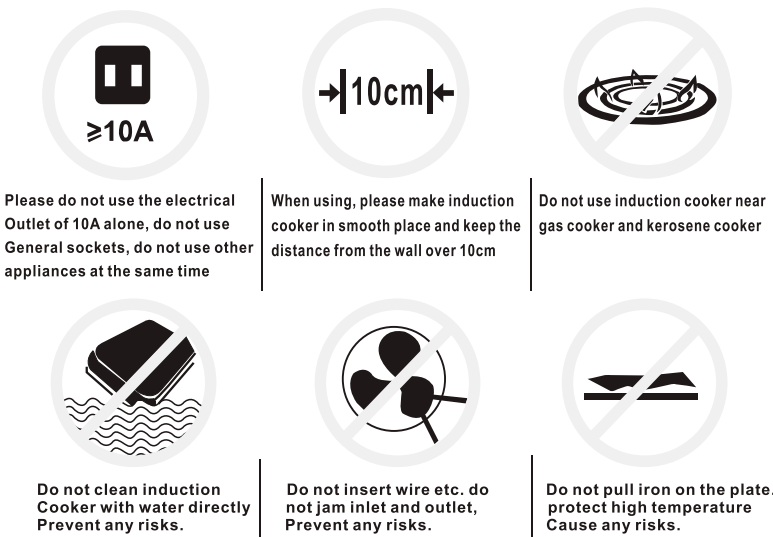 ≥10A
10cm
Please do not use the electrical
Outlet of 10A alone, do not use
General sockets, do not use other
appliances at the same time
When using, please make induction
cooker in smooth place and keep the
distance from the wall over 10cm
Do not use induction cooker near
gas cooker and kerosene cooker
Do not clean induction
Cooker with water directly
Prevent any risks.
Do not insert wire etc. do
not jam inlet and outlet,
Prevent any risks.
Do not pull iron on the plate.
protect high temperature
Cause any risks.